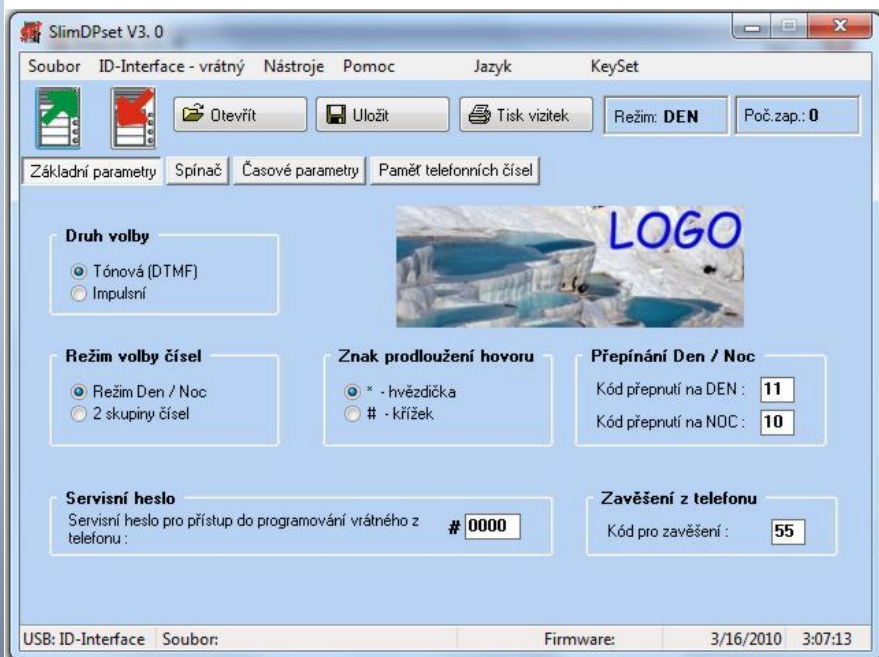 SlimDPset V3. 0
Soubor ID-Interface - vrátný Nástroje Pomoc Jazyk KeySet
Otevřít Uložit Tisk vizitek Režim: DEN Poč.zap.: 0
Základní parametry Spínač Časové parametry Paměť telefonních čísel
LOGO
Druh volby
Tónová (DTMF)
Impulsní
Režim volby čísel
Režim Den / Noc
2 skupiny čísel
Znak prodloužení hovoru
* - hvězdička
# - křížek
Přepínání Den / Noc
Kód přepnutí na DEN : 11
Kód přepnutí na NOC : 10
Servisní heslo
Servisní heslo pro přístup do programování vrátného z
telefonu :
# 0000
Zavěšení z telefonu
Kód pro zavěšení : 55
USB: ID-Interface Soubor: Firmware: 3/16/2010 3:07:13